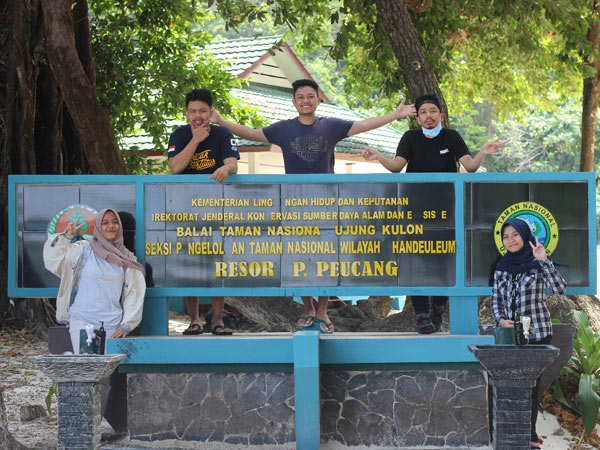 KEMENTERIAN LING NGAN HIDUP DAN KEHUTANAN
IREKTORAT JENDERAL KON ERVASI SUMBER DAYA ALAM DAN E SIS E
BALAI TAMAN NASIONA UJUNG KULON
SEKSI P NGELOL AN TAMAN NASIONAL WILAYAH HANDEULEUM
RESOR P. PEUCANG
TAMAN NASIONAL